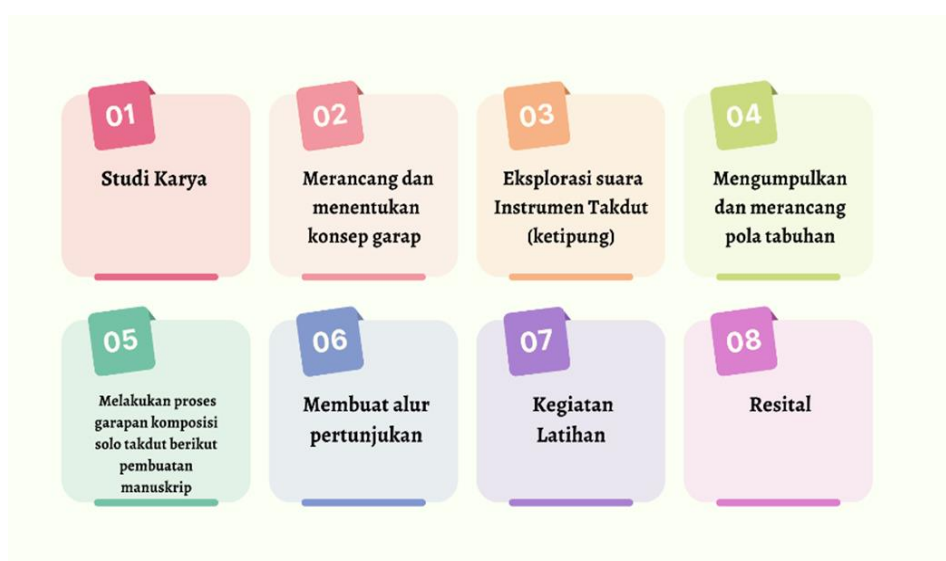 01
Studi Karya
02
Merancang dan
menentukan
konsep garap
03
Eksplorasi suara
Instrumen Takdut
(ketipung)
04
Mengumpulkan
dan merancang
pola tabuhan
05
Melakukan proses
garapan komposisi
solo takdut berikut
pembuatan
manuskrip
06
Membuat alur
pertunjukan
07
Kegiatan
Latihan
08
Resital